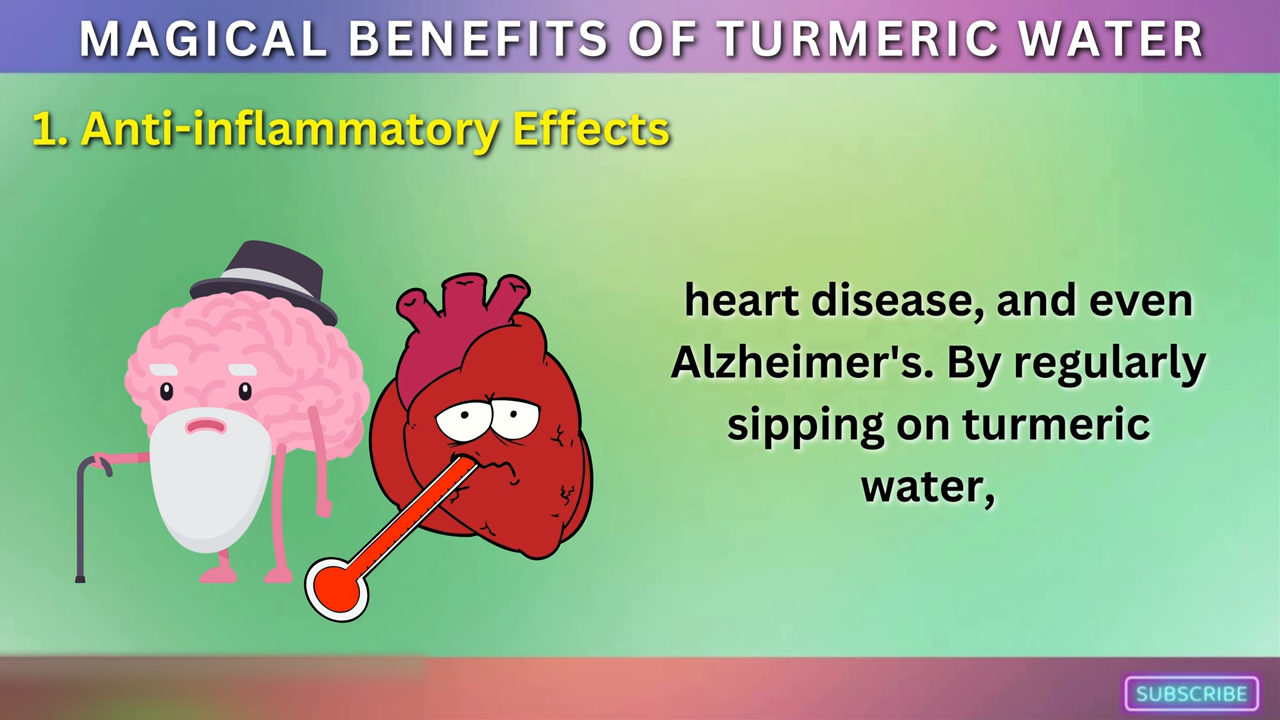 MAGICAL BENEFITS OF TURMERIC WATER
1. Anti-inflammatory Effects
heart disease, and even
Alzheimer's. By regularly
sipping on turmeric
water,
SUBSCRIBE